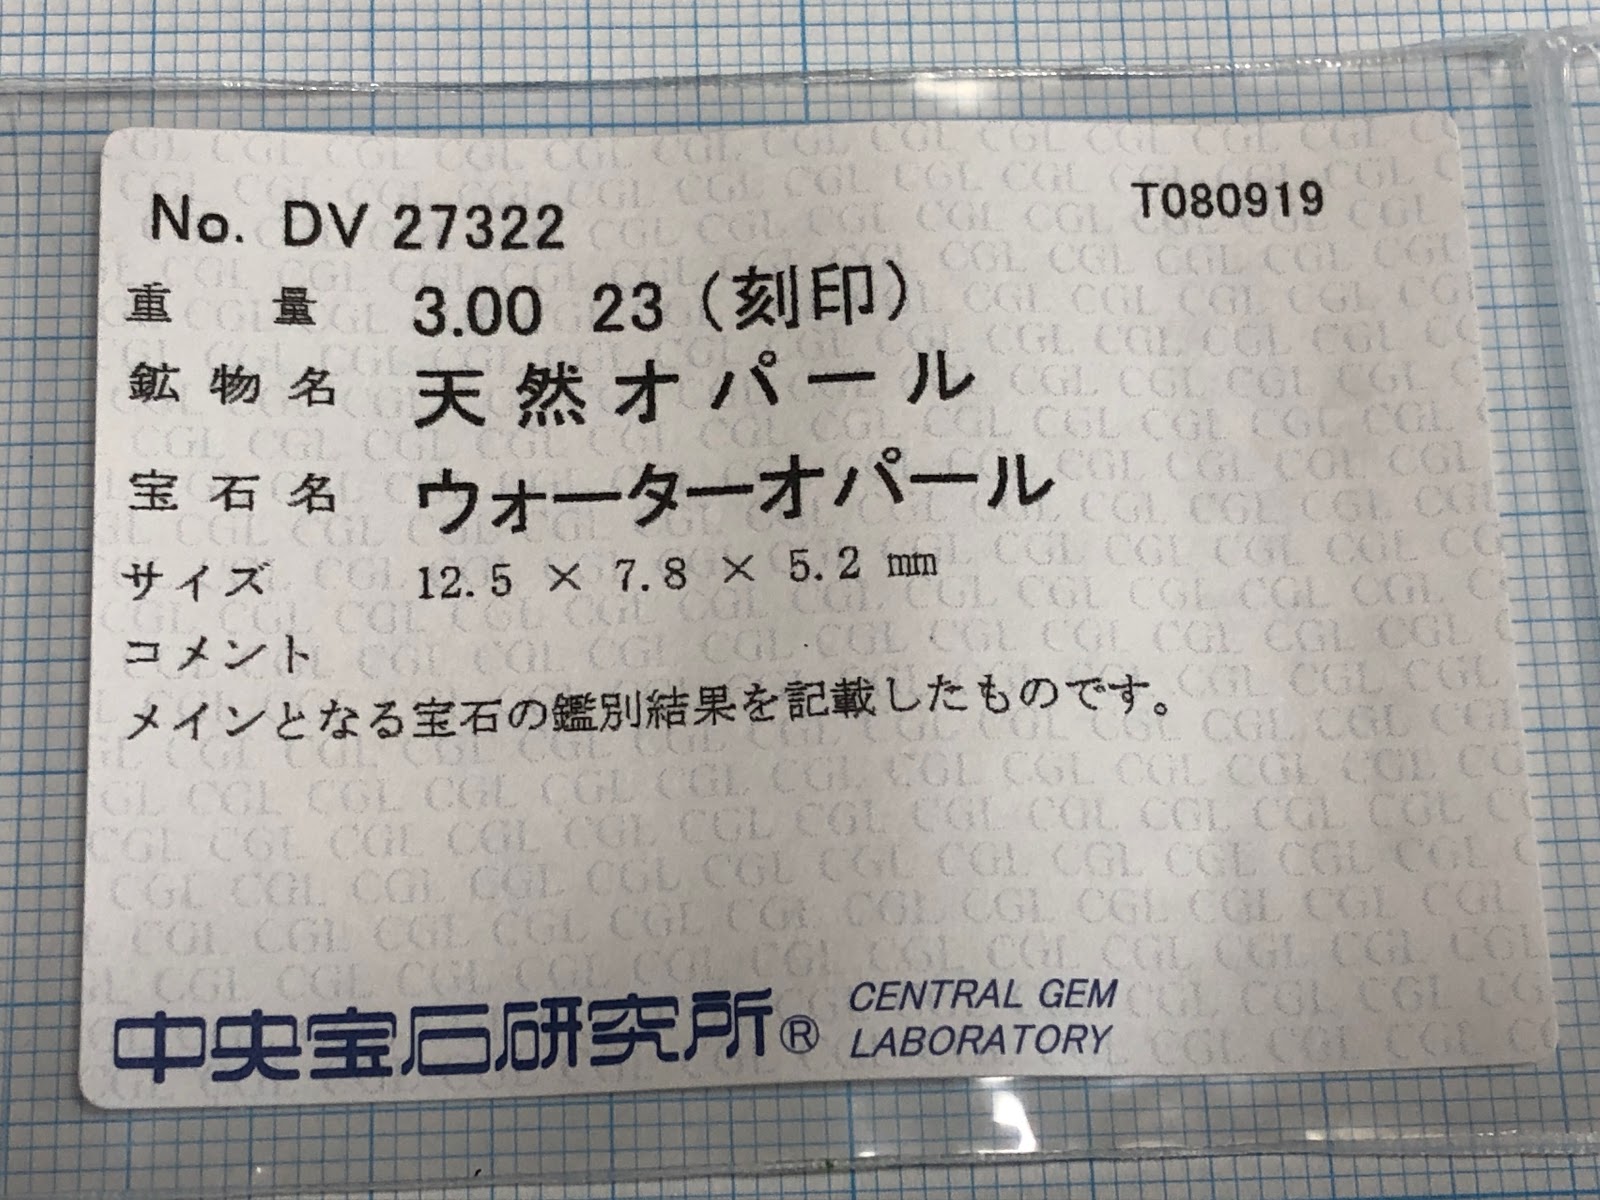 No. DV 27322
T080919
重量 3.00 23（刻印）
鉱物名 天然オパール
宝石名 ウォーターオパール
サイズ 12.5 × 7.8 × 5.2 mm
コメント
メインとなる宝石の鑑別結果を記載したものです。
中央宝石研究所® CENTRAL GEM
LABORATORY